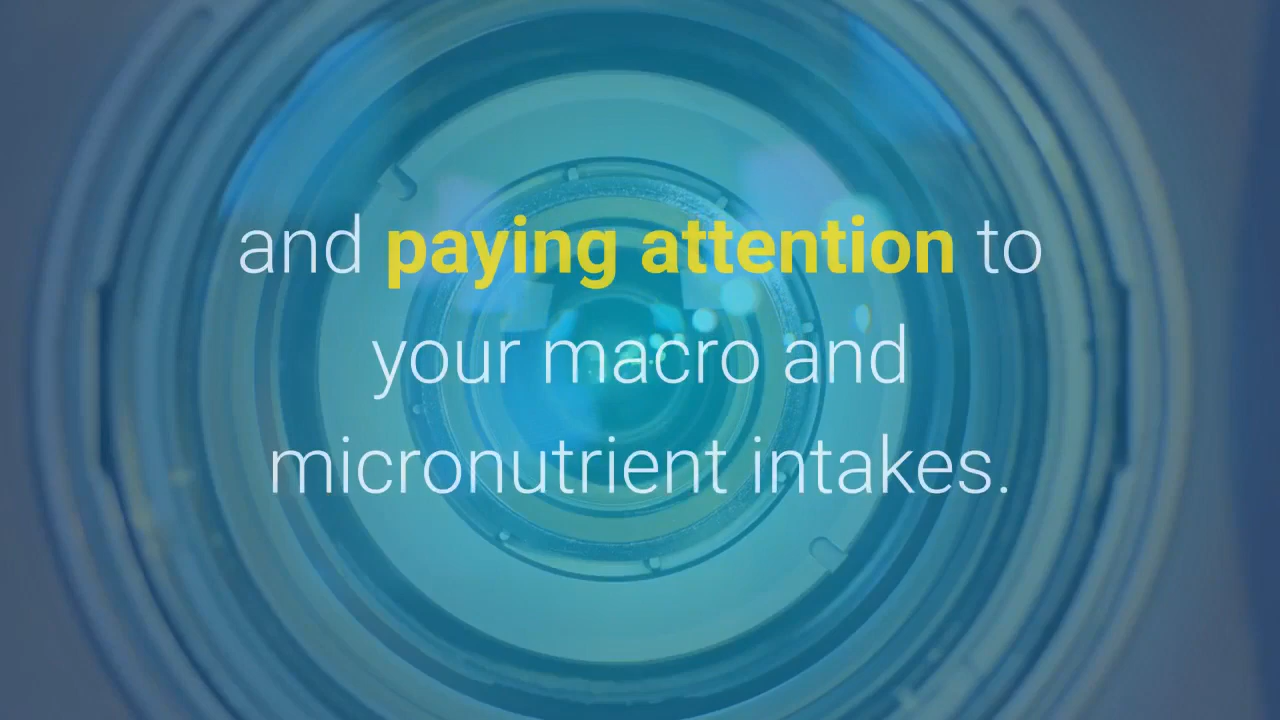 and paying attention to
your macro and
micronutrient intakes.